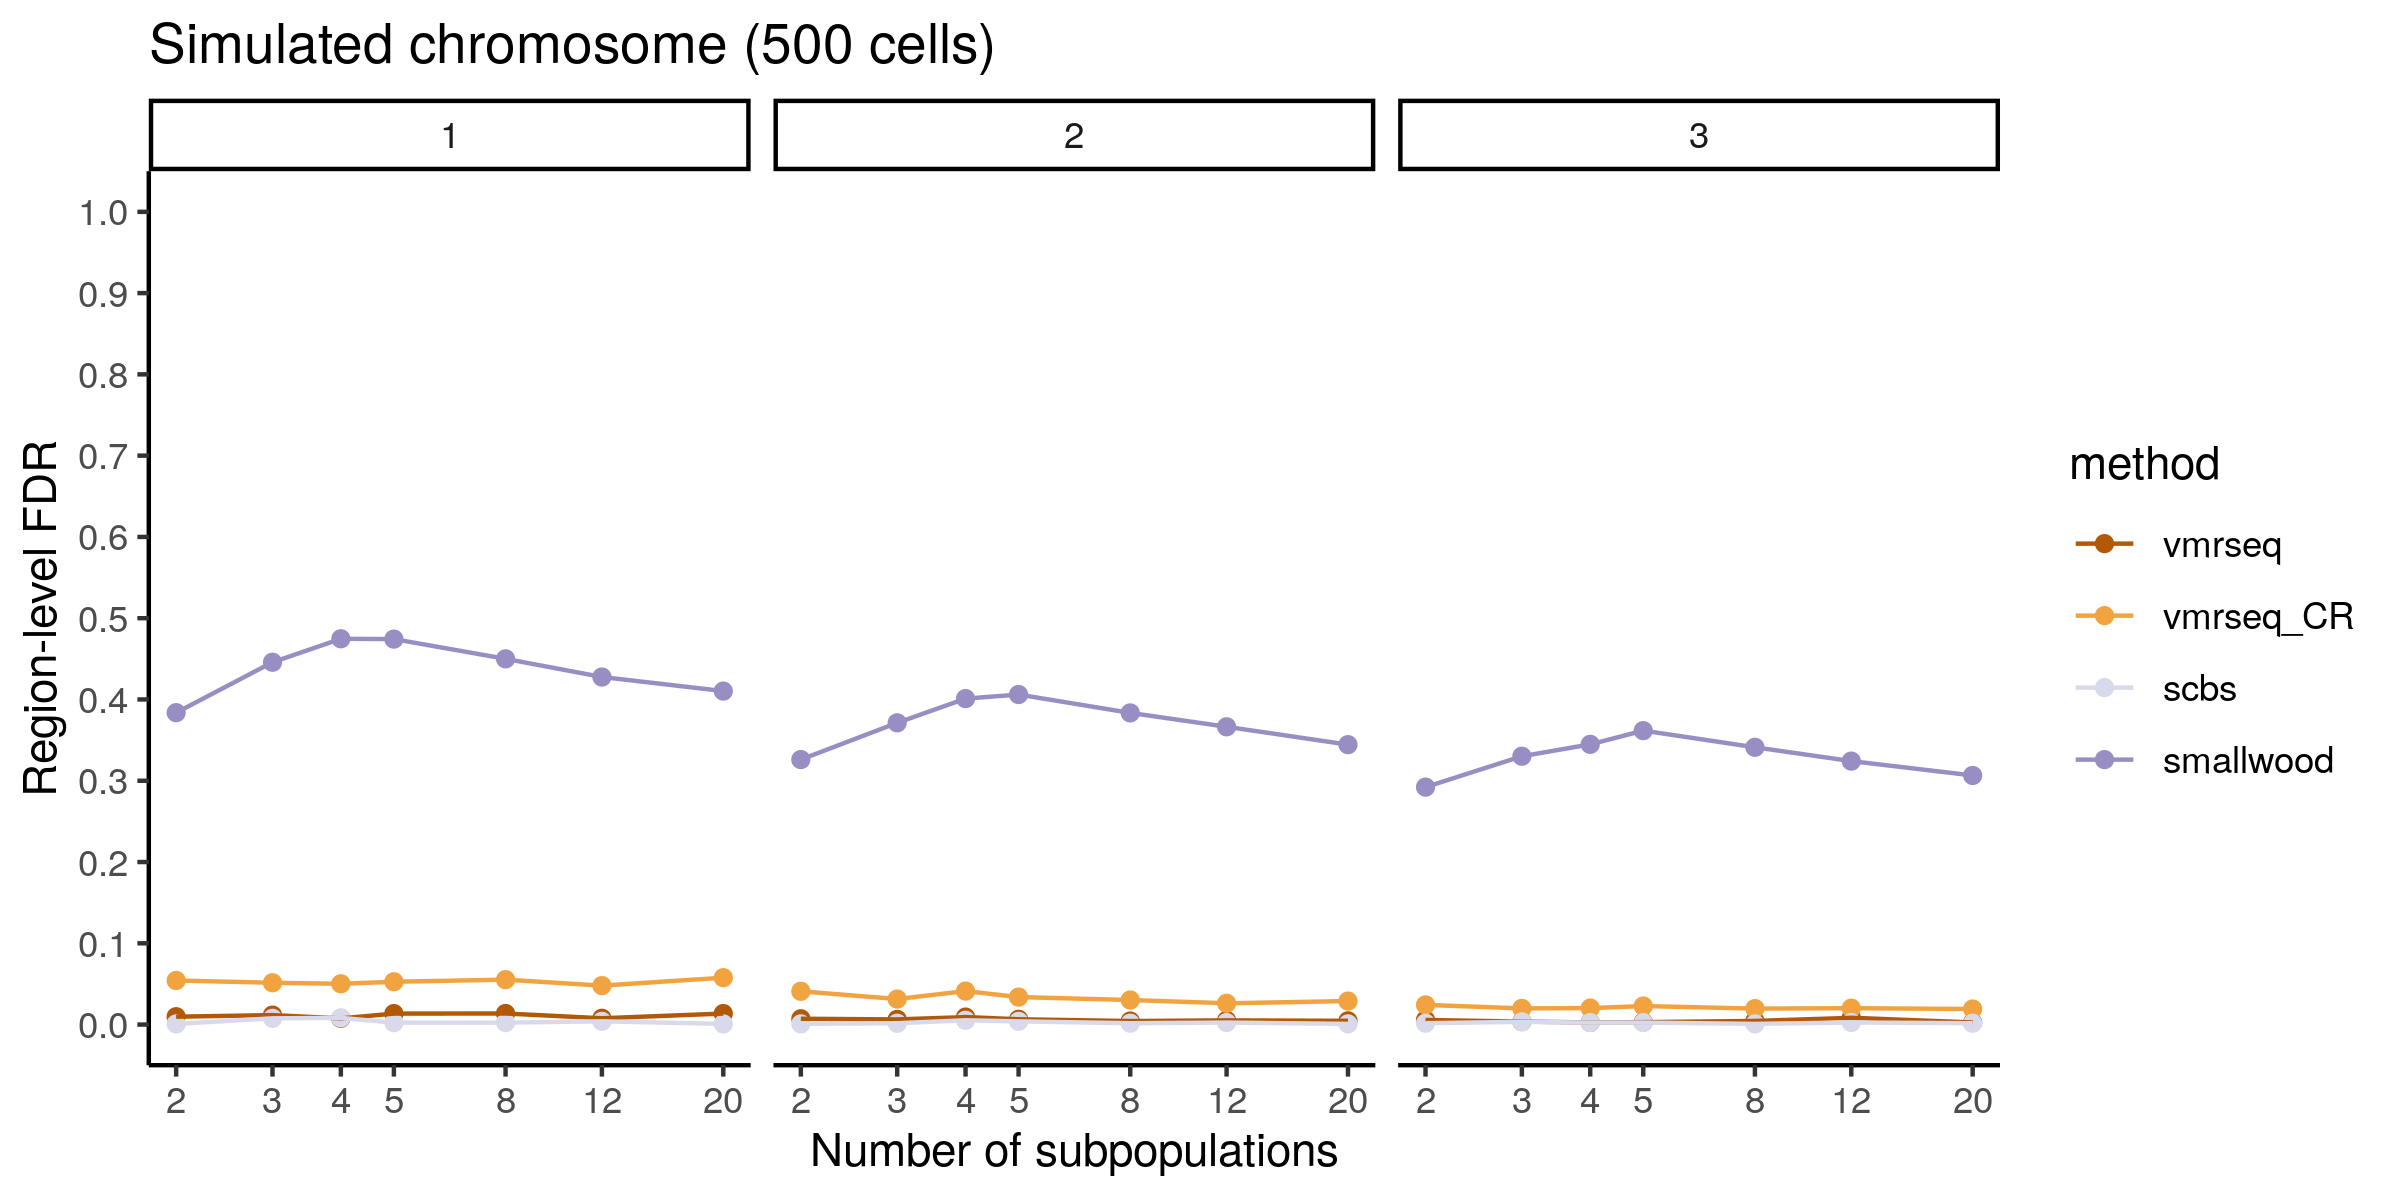 Simulated chromosome (500 cells)
1 2 3
1.0
0.9
0.8
0.7
0.6
0.5
0.4
0.3
0.2
0.1
0.0
Region-level FDR
2 3 4 5 8 12 20 2 3 4 5 8 12 20 2 3 4 5 8 12 20
Number of subpopulations
method
vmrseq
vmrseq_CR
scbs
smallwood